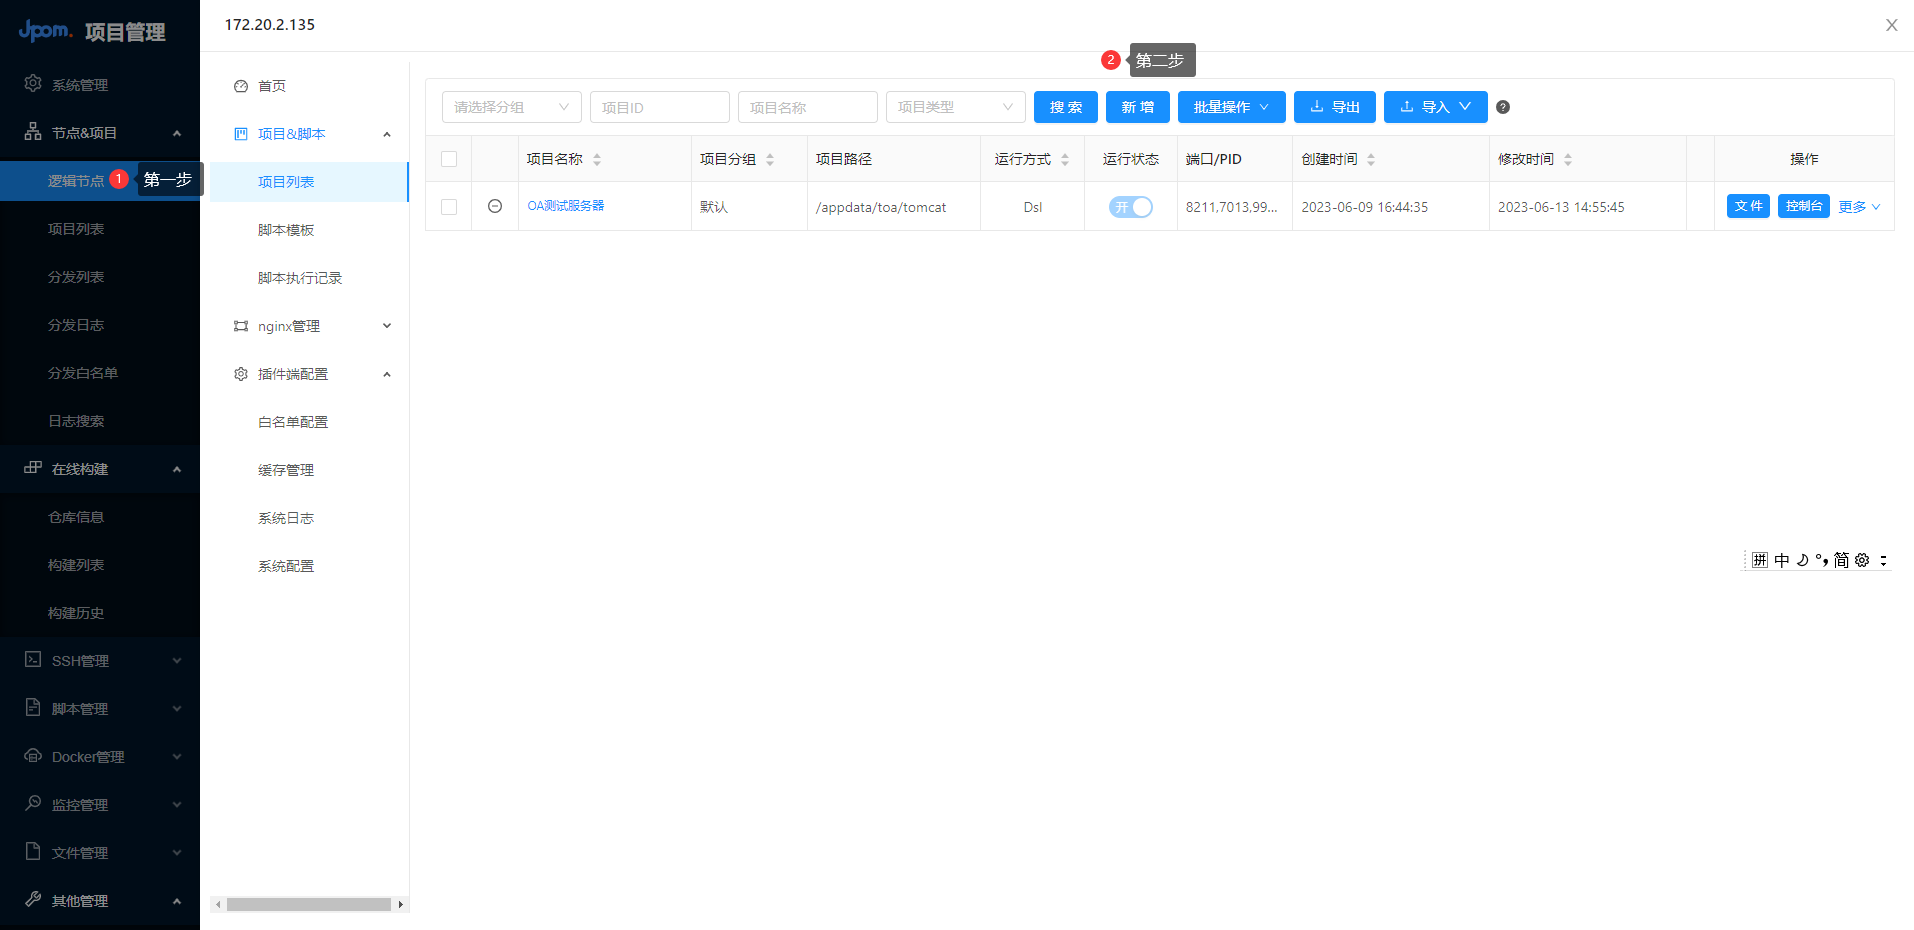 Jpom. 项目管理
系统管理
节点&项目
逻辑节点 1 第一步
项目列表
分发列表
分发日志
分发白名单
日志搜索
在线构建
仓库信息
构建列表
构建历史
SSH管理
脚本管理
Docker管理
监控管理
文件管理
其他管理
172.20.2.135
首页
项目&脚本
项目列表
脚本模板
脚本执行记录
nginx管理
插件端配置
白名单配置
缓存管理
系统日志
系统配置
2 第二步
请选择分组 项目ID 项目名称 项目类型 搜 索 新 增 批量操作 导出 导入
项目名称 项目分组 项目路径 运行方式 运行状态 端口/PID 创建时间 修改时间 操作
OA测试服务器 默认 /appdata/toa/tomcat Dsl 开 8211,7013,99... 2023-06-09 16:44:35 2023-06-13 14:55:45 文 件 控制台 更多
拼 中 简